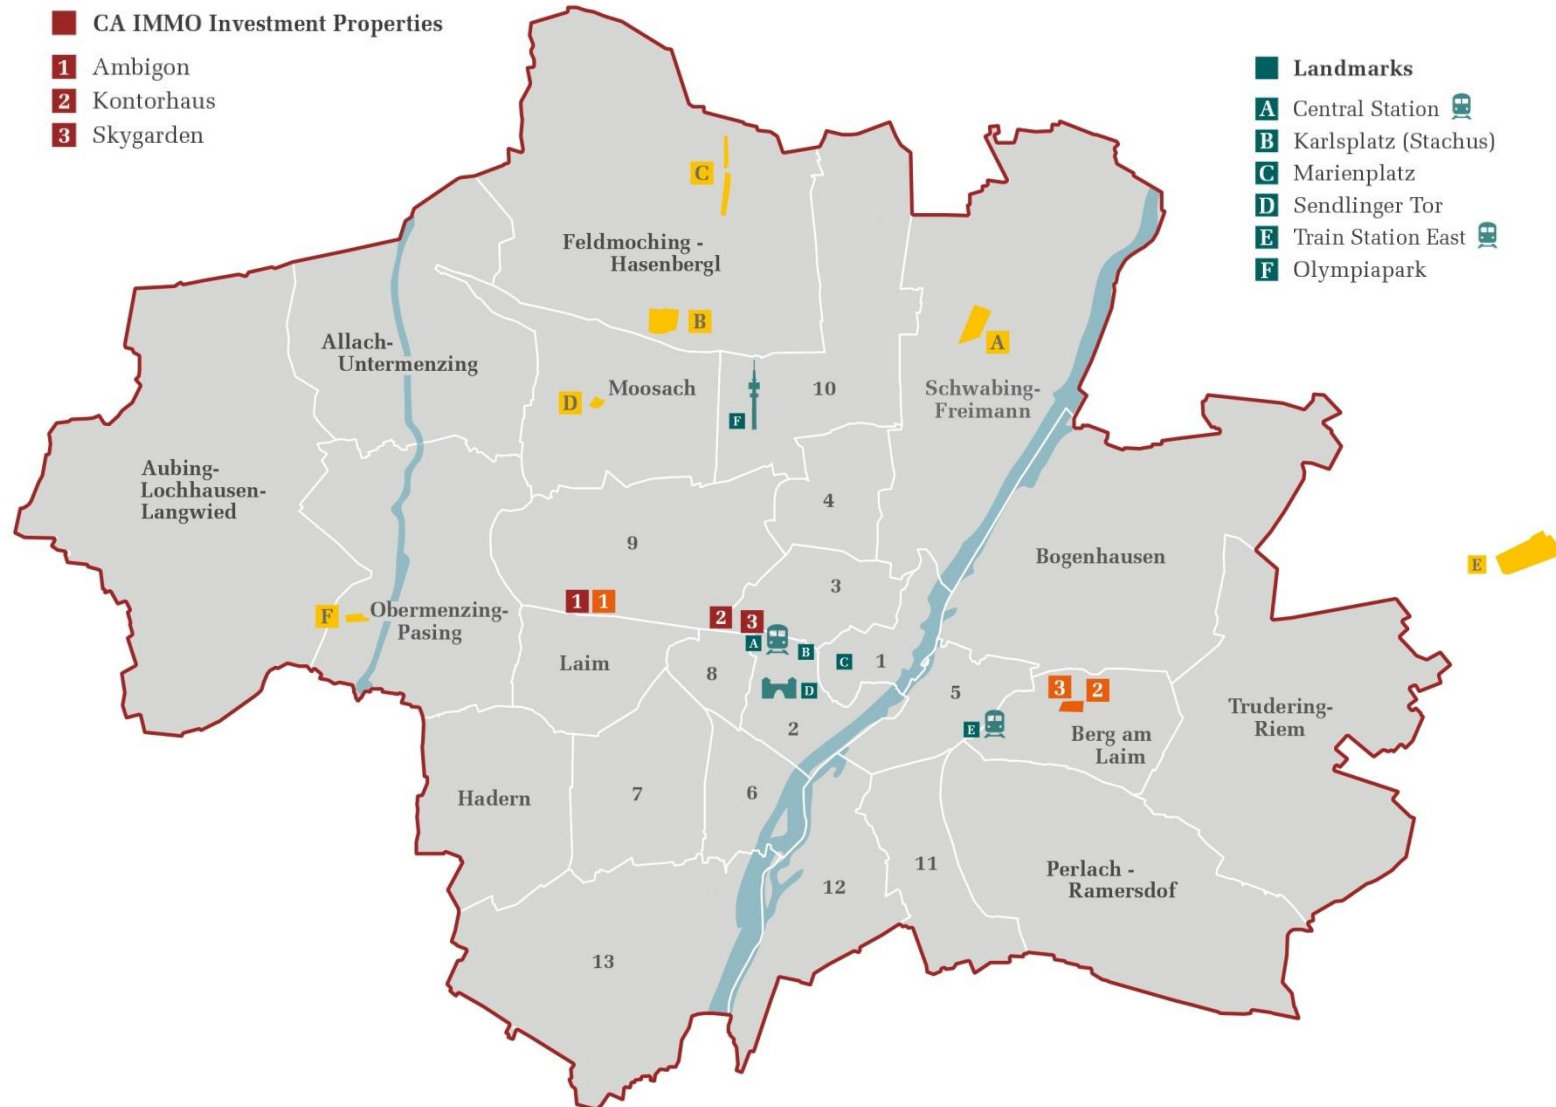 CA IMMO Investment Properties
1 Ambigon
2 Kontorhaus
3 Skygarden
Landmarks
A Central Station
B Karlsplatz (Stachus)
C Marienplatz
D Sendlinger Tor
E Train Station East
F Olympiapark
C
Feldmoching -
Hasenbergl
B
A
Allach-
Untermenzing
D
Moosach
F
10
Schwabing-
Freimann
Aubing-
Lochhausen-
Langwied
4
9
Bogenhausen
E
3
1 1
F
Obermenzing-
Pasing
2
3
A
B
C
1
Laim
8
D
5
3 2
2
E
Berg am
Laim
Trudering-
Riem
Hadern
7
6
11
12
Perlach -
Ramersdof
13